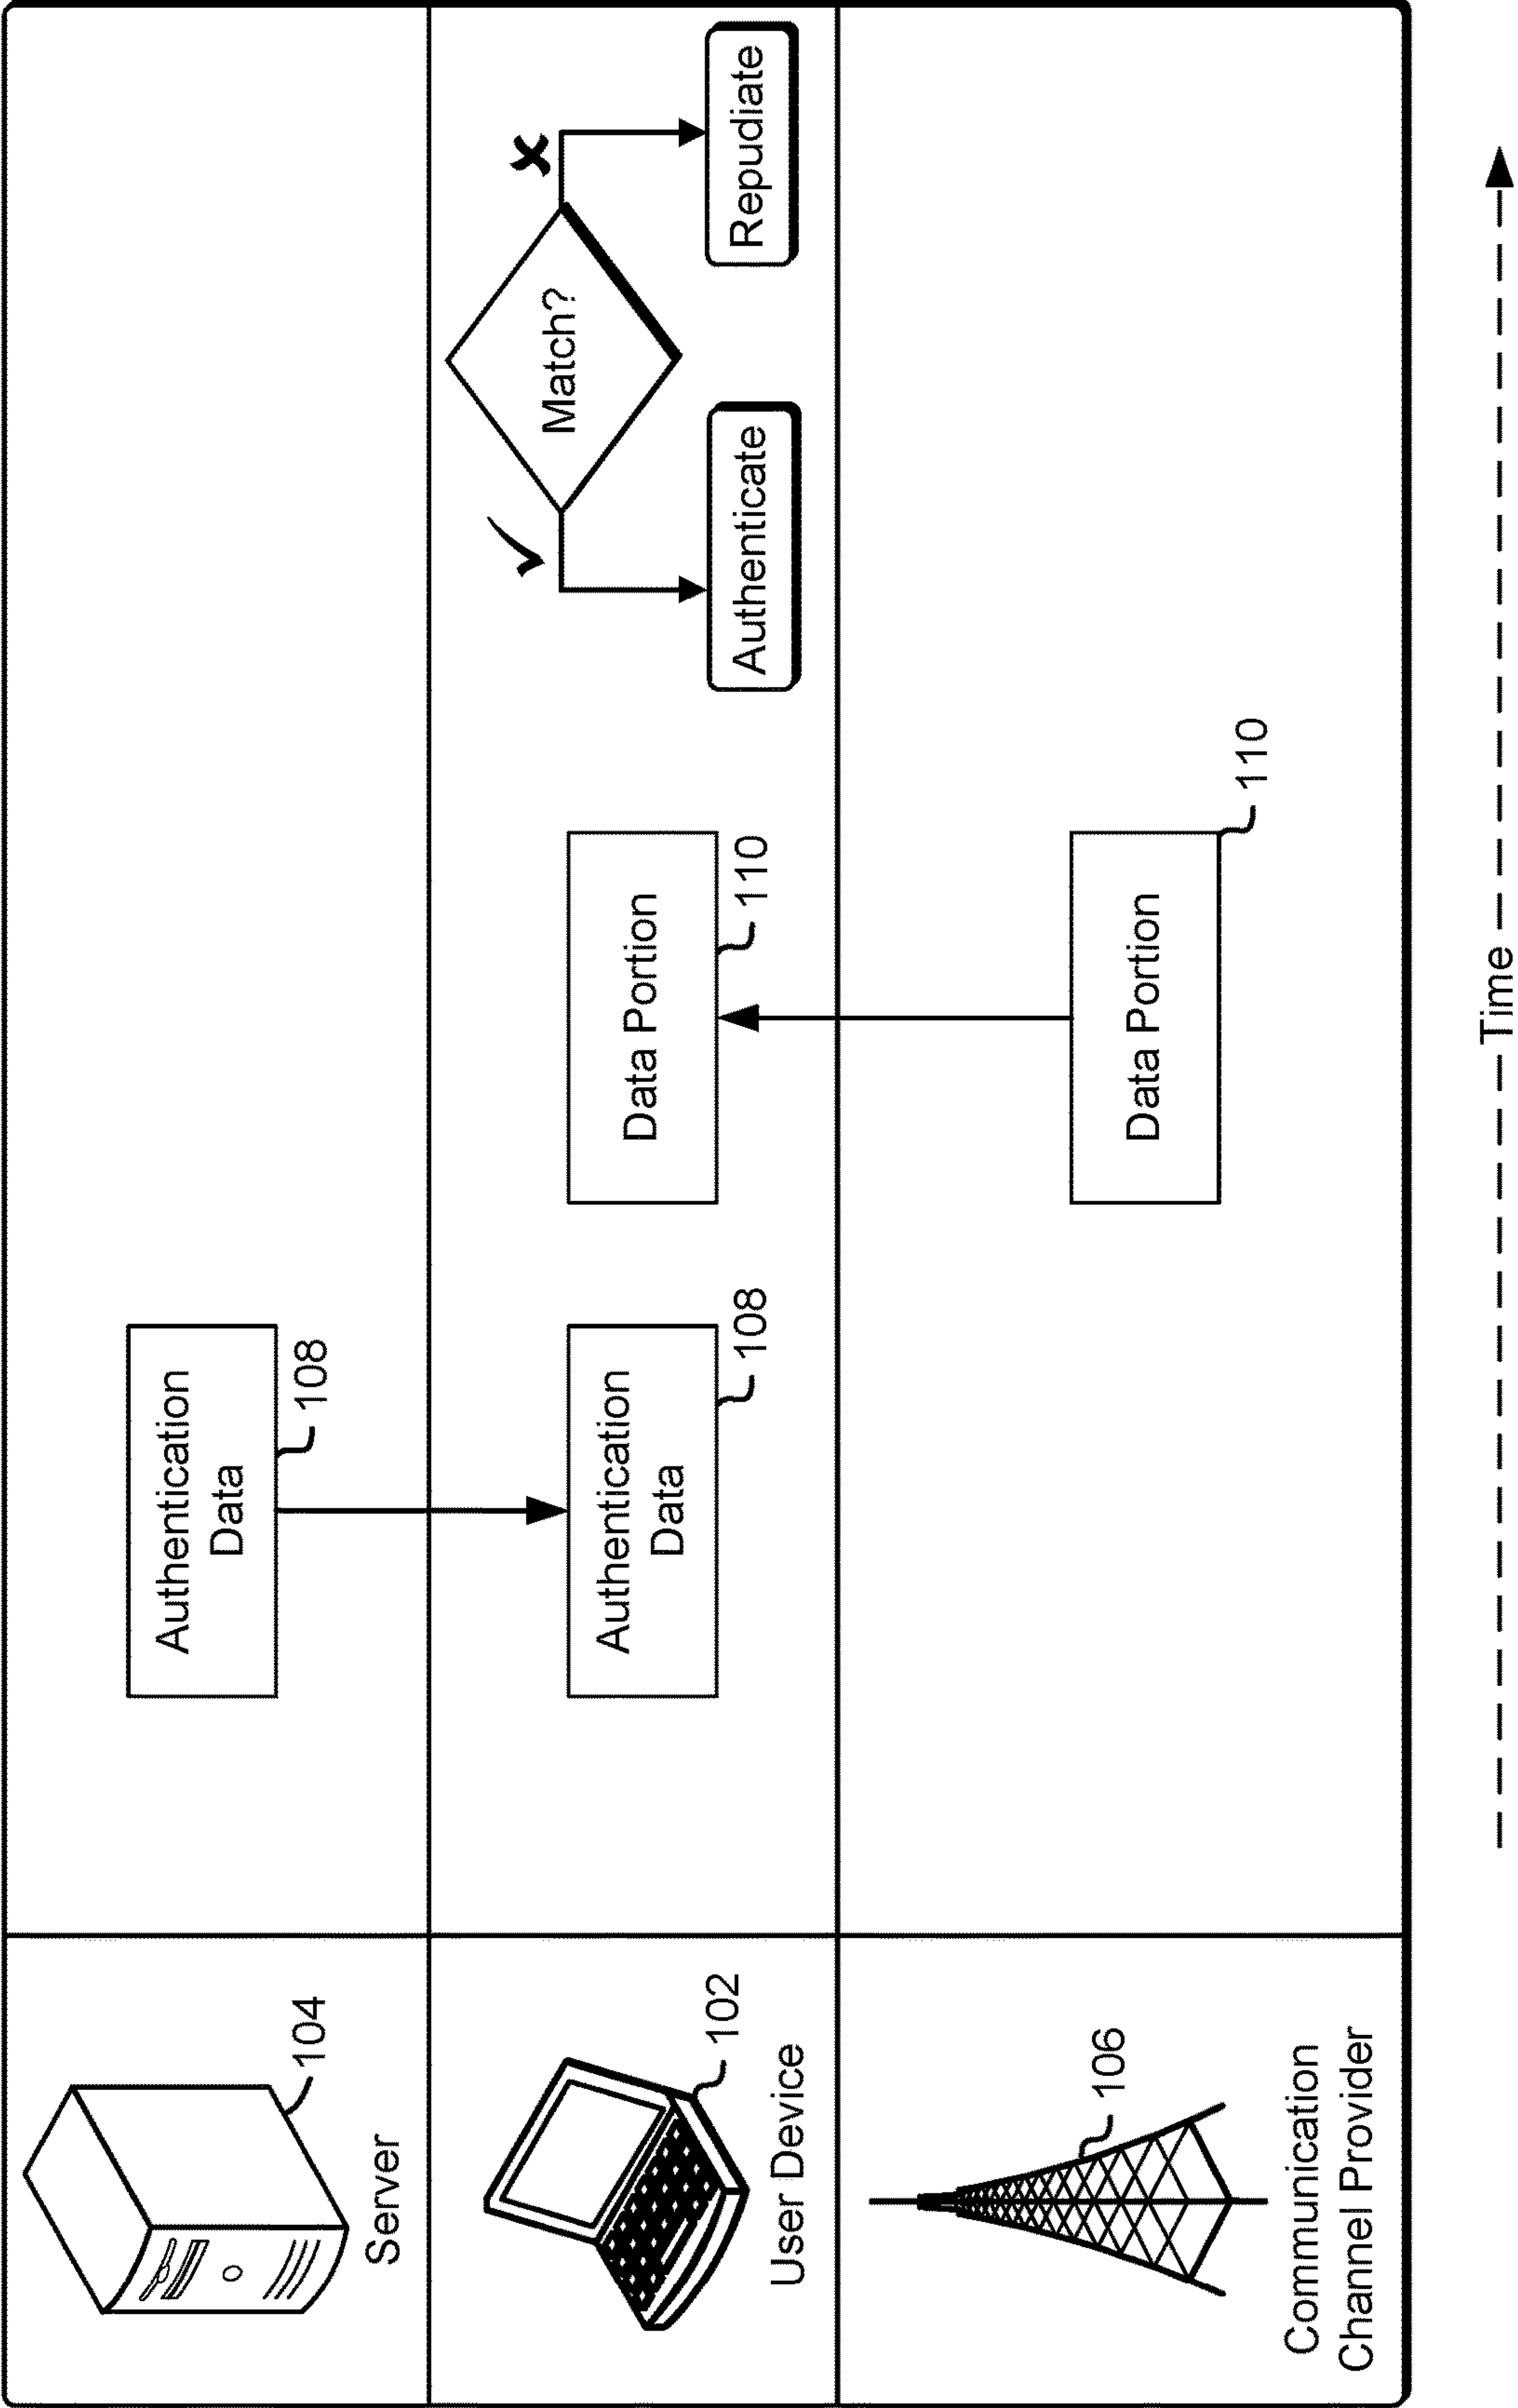 104
Server
Authentication
Data
108
102
User Device
Authentication
Data
108
Data Portion
110
Match?
Authenticate
Repudiate
106
Communication
Channel Provider
Data Portion
110
Time